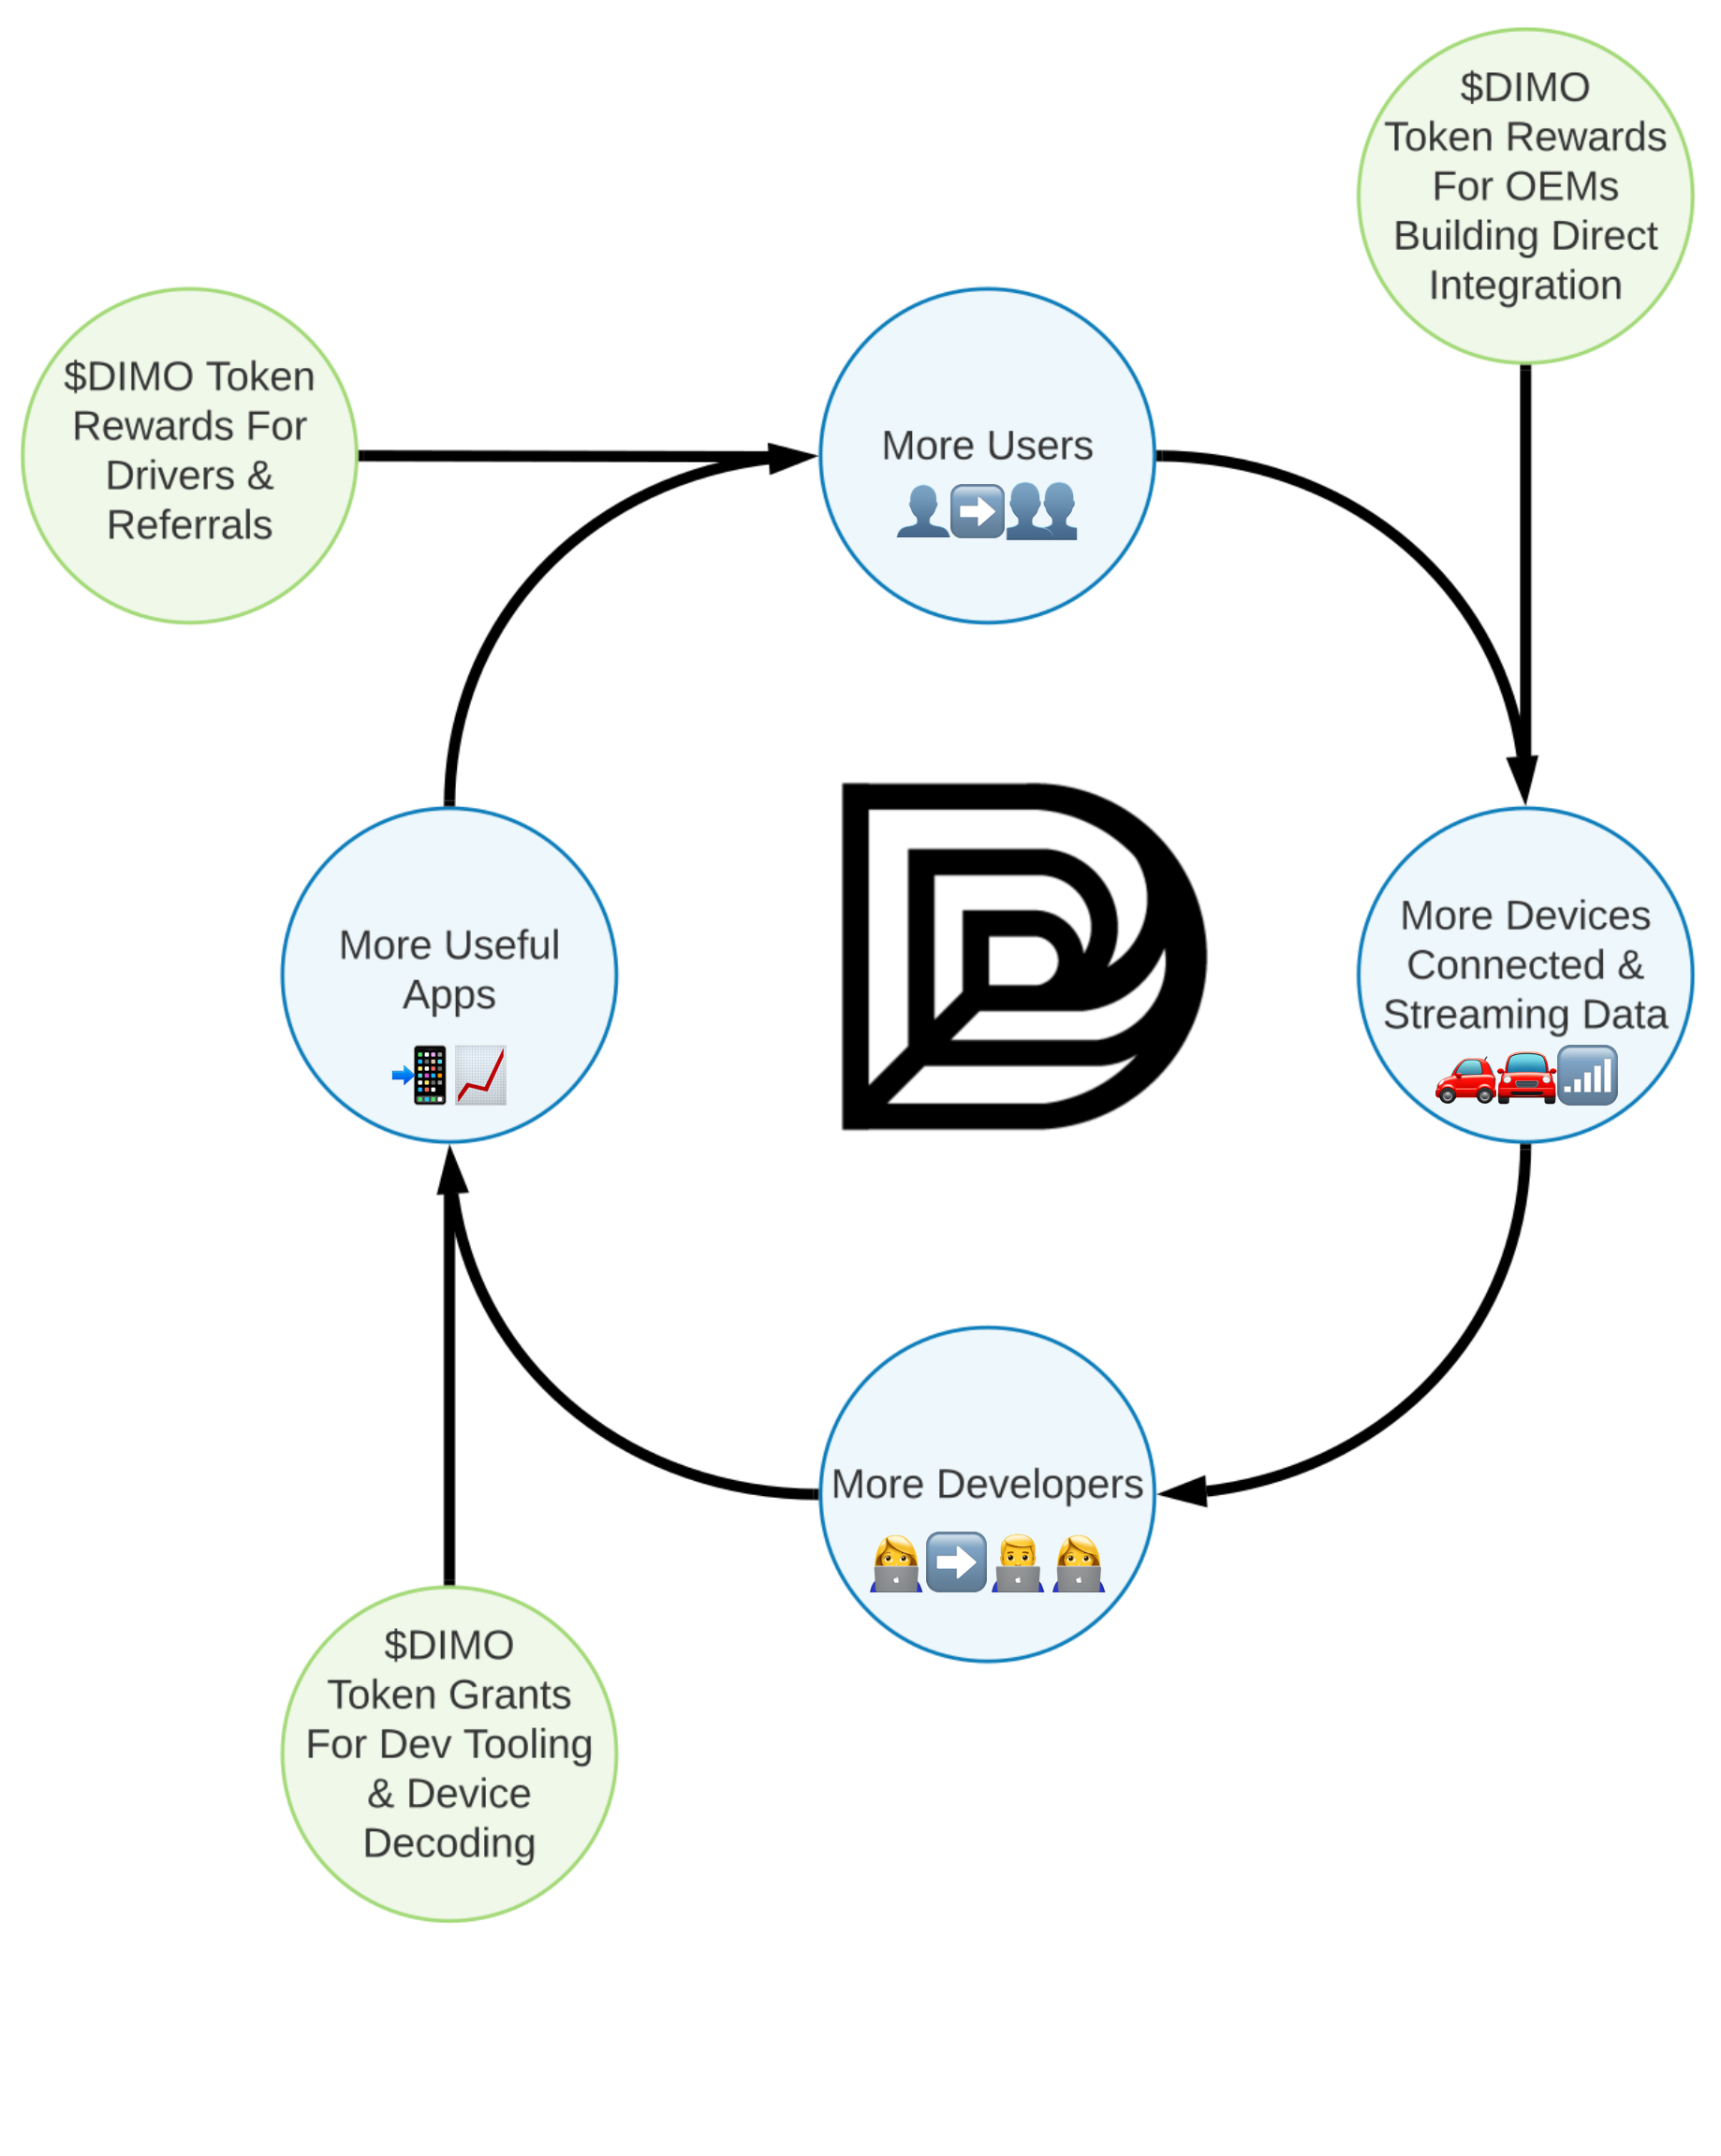 $DIMO
Token Rewards
For OEMs
Building Direct
Integration
$DIMO Token
Rewards For
Drivers &
Referrals
More Users
More Useful
Apps
More Devices
Connected &
Streaming Data
More Developers
$DIMO
Token Grants
For Dev Tooling
& Device
Decoding